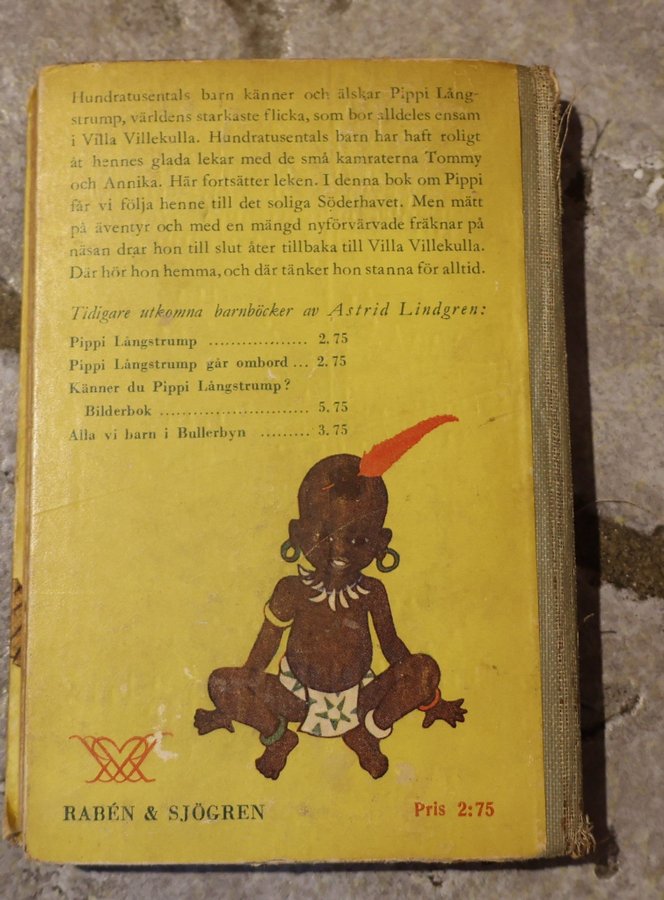 Hundratusentals barn känner och älskar Pippi Lång-
strump, världens starkaste flicka, som bor alldeles ensam
i Villa Villekulla. Hundratusentals barn har haft roligt
åt hennes glada lekar med de små kamraterna Tommy
och Annika. Här fortsätter leken. I denna bok om Pippi
får vi följa henne till det soliga Söderhavet. Men mätt
på äventyr och med en mängd nyförvärvade fräknar på
näsan drar hon till slut åter tillbaka till Villa Villekulla.
Där hör hon hemma, och där tänker hon stanna för alltid.
Tidigare utkomna barnböcker av Astrid Lindgren:
Pippi Långstrump .................. 2.75
Pippi Långstrump går ombord ... 2.75
Känner du Pippi Långstrump?
Bilderbok .......................... 5.75
Alla vi barn i Bullerbyn ......... 3.75
RABÉN & SJÖGREN
Pris 2:75